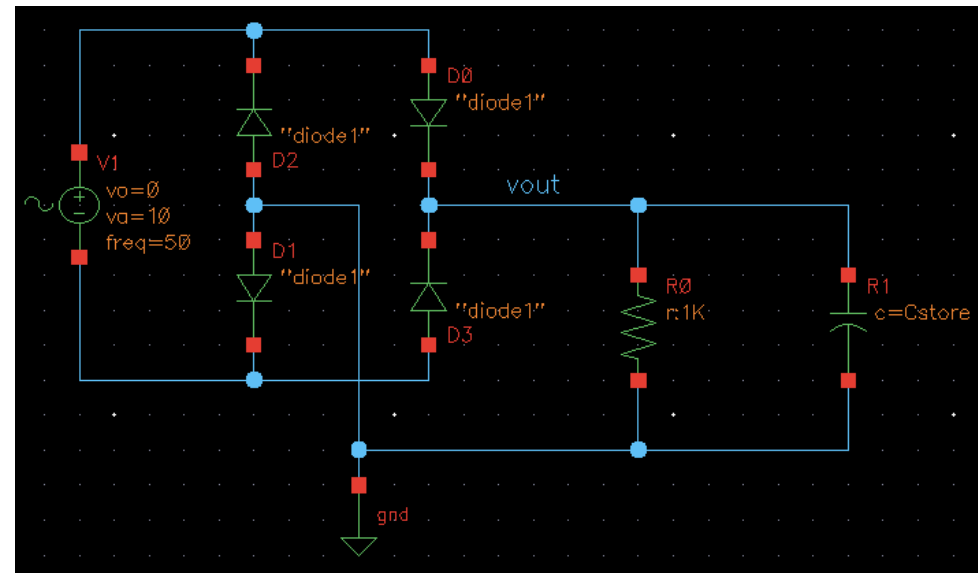 D0
"diode1"
"diode1"
D2
V1
vo=0
va=10
freq=50
vout
D1
"diode1"
"diode1"
D3
R0
r:1K
R1
c=Cstore
gnd